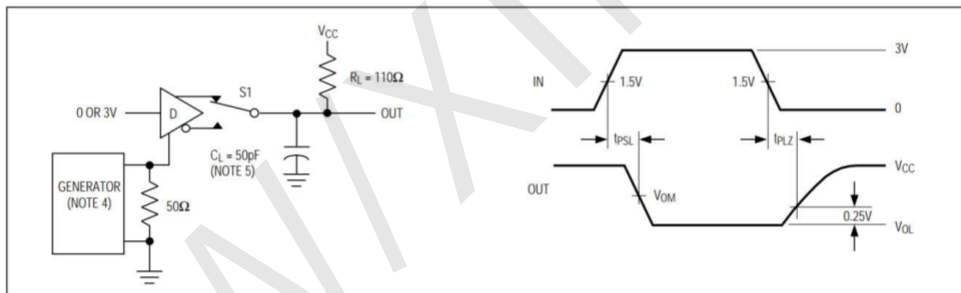 VCC
RL = 110Ω
S1
0 OR 3V
D
OUT
CL = 50pF
(NOTE 5)
GENERATOR
(NOTE 4)
50Ω
3V
IN
1.5V
1.5V
0
tPSL
tPLZ
VCC
OUT
VOM
0.25V
VOL